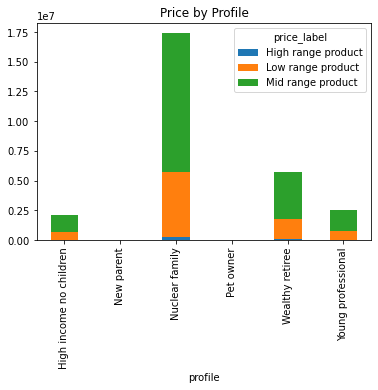 Price by Profile
1e7
price_label
High range product
Low range product
Mid range product
1.75
1.50
1.25
1.00
0.75
0.50
0.25
0.00
High income no children
New parent
Nuclear family
Pet owner
Wealthy retiree
Young professional
profile